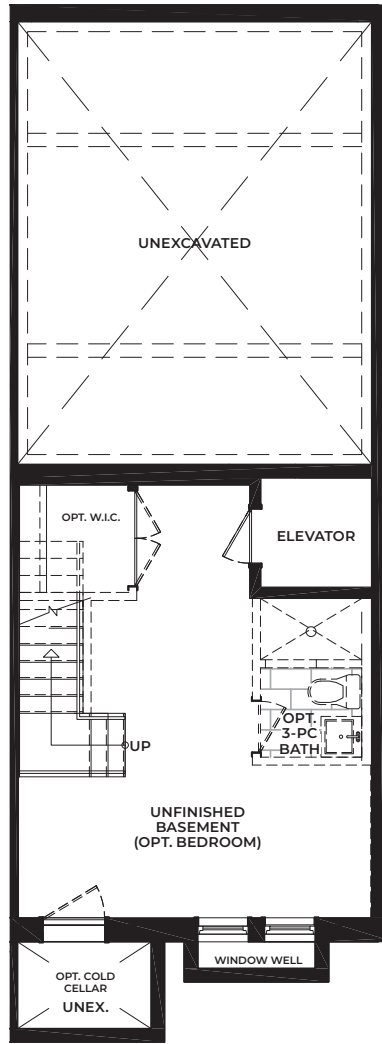 UNEXCAVATED
OPT. W.I.C.
ELEVATOR
OPT.
3-PC
BATH
UP
UNFINISHED
BASEMENT
(OPT. BEDROOM)
OPT. COLD
CELLAR
UNEX.
WINDOW WELL